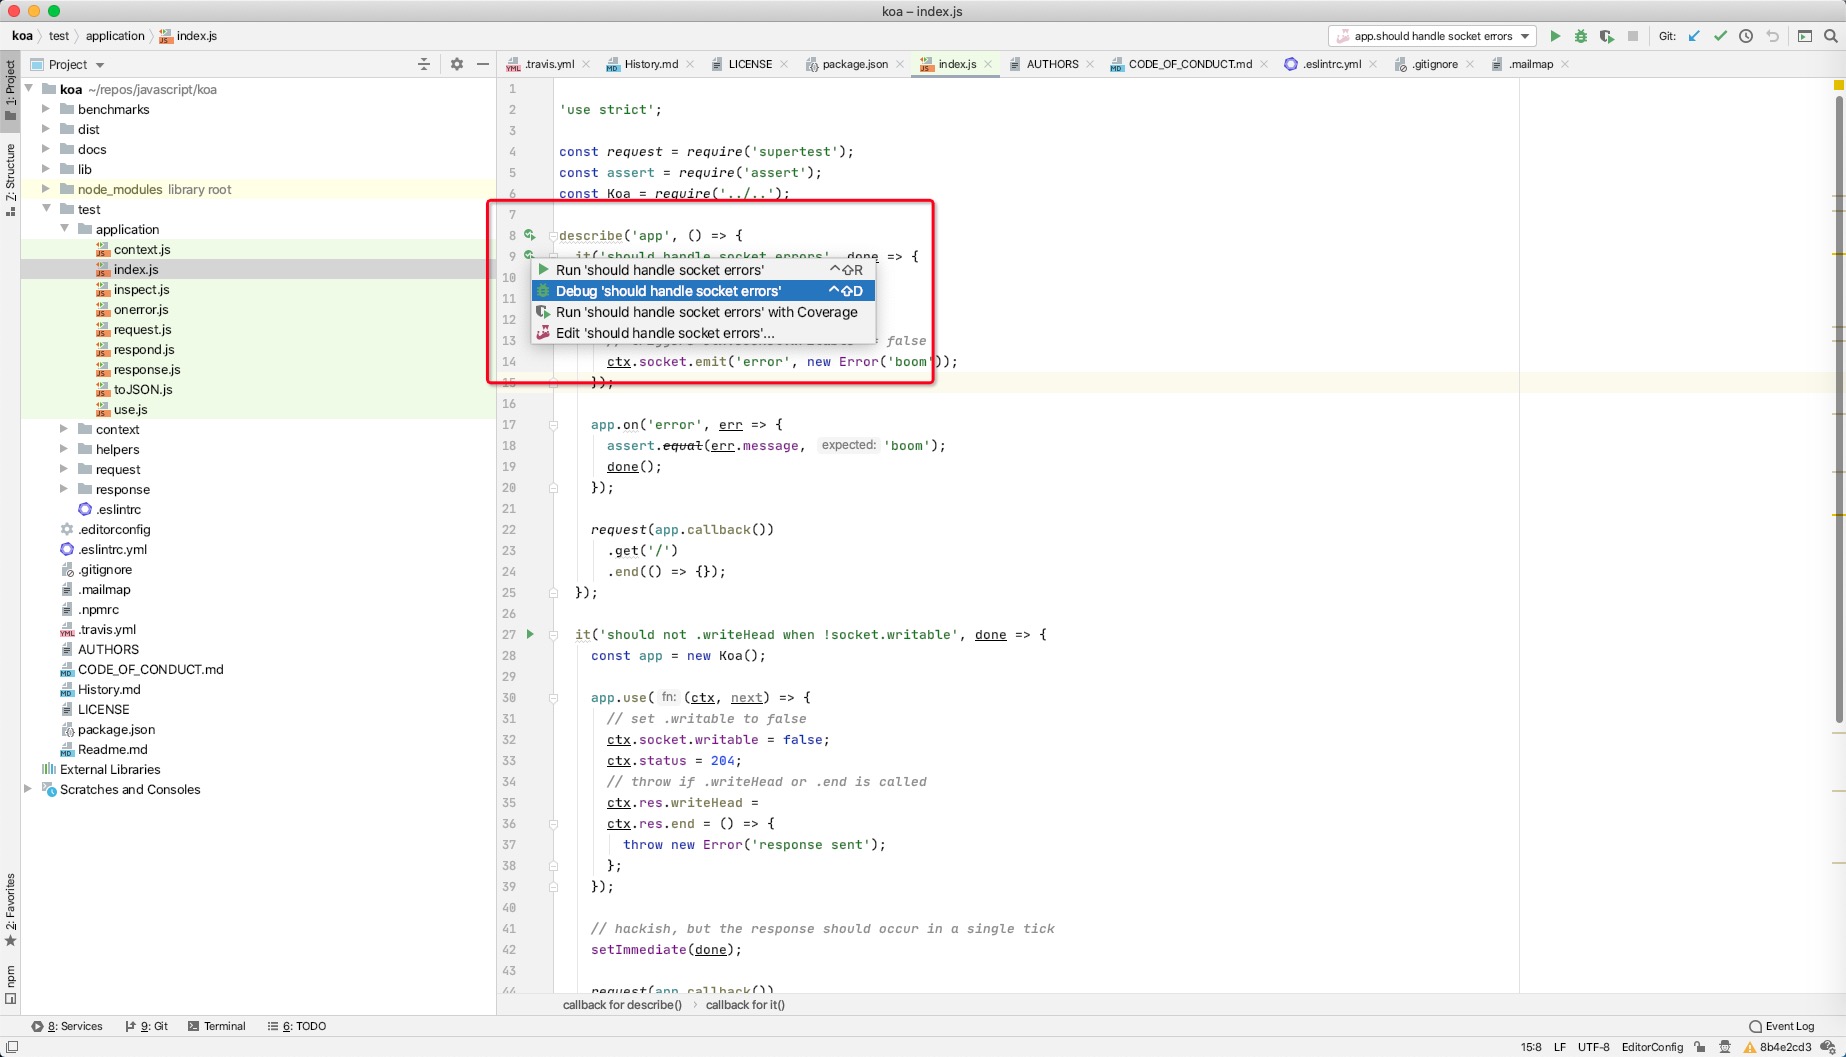 koa – index.js
koa test application index.js
app.should handle socket errors Git:
Project
.travis.yml History.md LICENSE package.json index.js AUTHORS CODE_OF_CONDUCT.md .eslintrc.yml .gitignore .mailmap
1: Project
Z: Structure
2: Favorites
npm
koa ~/repos/javascript/koa
benchmarks
dist
docs
lib
node_modules library root
test
application
context.js
index.js
inspect.js
onerror.js
request.js
respond.js
response.js
toJSON.js
use.js
context
helpers
request
response
.eslintrc
.editorconfig
.eslintrc.yml
.gitignore
.mailmap
.npmrc
.travis.yml
AUTHORS
CODE_OF_CONDUCT.md
History.md
LICENSE
package.json
Readme.md
External Libraries
Scratches and Consoles
1
2 'use strict';
3
4 const request = require('supertest');
5 const assert = require('assert');
6 const Koa = require('../..');
7
8 describe('app', () => {
9 it('should handle socket errors', done => {
10
11
12
13 = false
14 ctx.socket.emit('error', new Error('boom'));
15 });
16
17 app.on('error', err => {
18 assert.equal(err.message, expected: 'boom');
19 done();
20 });
21
22 request(app.callback())
23 .get('/')
24 .end(() => {});
25 });
26
27 it('should not .writeHead when !socket.writable', done => {
28 const app = new Koa();
29
30 app.use( fn: (ctx, next) => {
31 // set .writable to false
32 ctx.socket.writable = false;
33 ctx.status = 204;
34 // throw if .writeHead or .end is called
35 ctx.res.writeHead =
36 ctx.res.end = () => {
37 throw new Error('response sent');
38 };
39 });
40
41 // hackish, but the response should occur in a single tick
42 setImmediate(done);
43
44 request(app.callback())
Run 'should handle socket errors' ^⇧R
Debug 'should handle socket errors' ^⇧D
Run 'should handle socket errors' with Coverage
Edit 'should handle socket errors'...
callback for describe() callback for it()
8: Services 9: Git Terminal 6: TODO Event Log
15:8 LF UTF-8 EditorConfig 8b4e2cd3